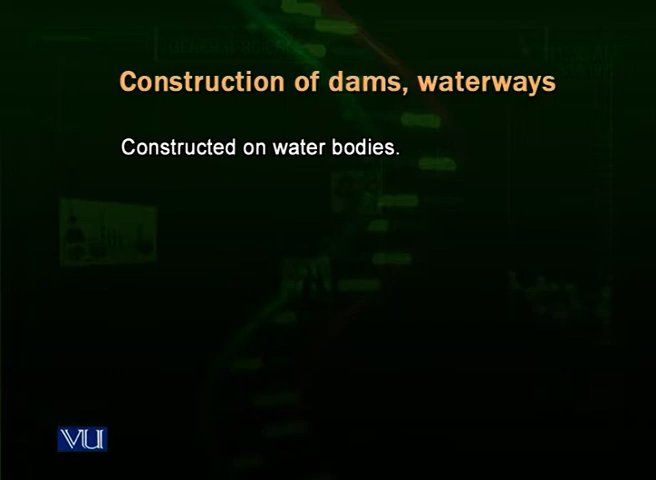 Construction of dams, waterways
Constructed on water bodies.
VU